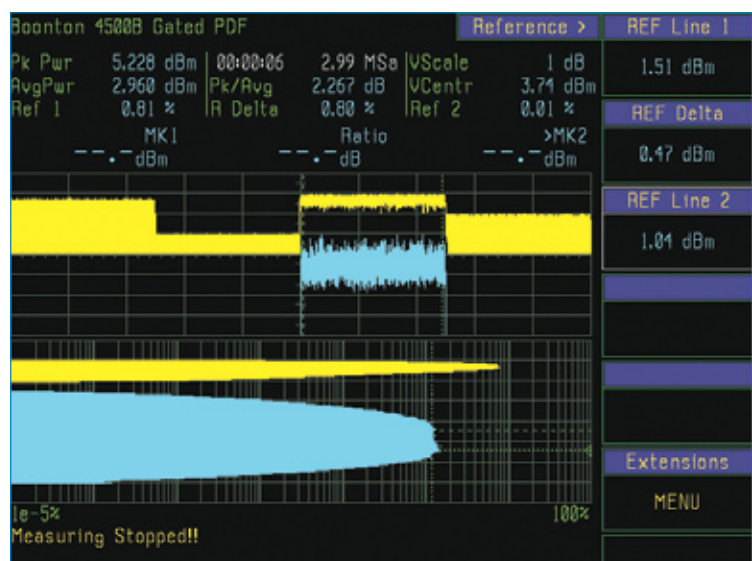 Boonton 4500B Gated PDF
Reference >
Pk Pwr 5.228 dBm 00:00:06 2.99 MSa VScale 1 dB
AvgPwr 2.960 dBm Pk/Avg 2.267 dB VCentr 3.74 dBm
Ref 1 0.81 % R Delta 0.80 % Ref 2 0.01 %
MK1 Ratio >MK2
--.-dBm --.-dB --.-dBm
1e-5% 100%
Measuring Stopped!!
REF Line 1
1.51 dBm
REF Delta
0.47 dBm
REF Line 2
1.04 dBm
Extensions
MENU